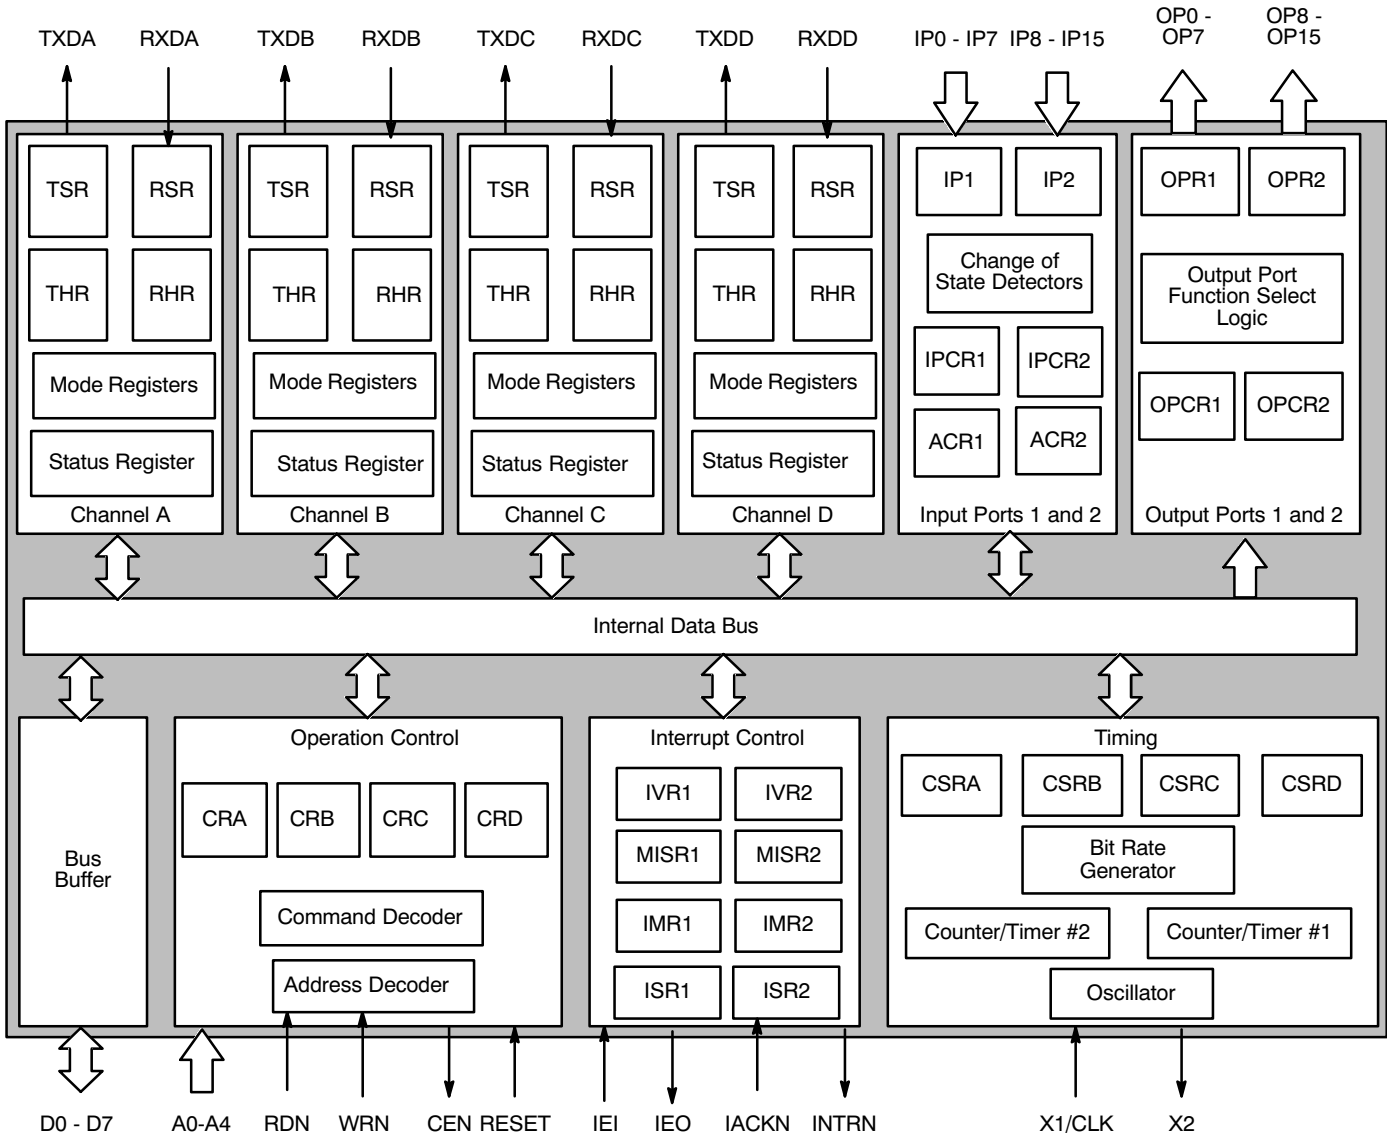 TXDA RXDA TXDB RXDB TXDC RXDC TXDD RXDD IP0 - IP7 IP8 - IP15
OP0 -
OP7
OP8 -
OP15
TSR RSR
THR RHR
Mode Registers
Status Register
Channel A
TSR RSR
THR RHR
Mode Registers
Status Register
Channel B
TSR RSR
THR RHR
Mode Registers
Status Register
Channel C
TSR RSR
THR RHR
Mode Registers
Status Register
Channel D
IP1 IP2
Change of
State Detectors
IPCR1 IPCR2
ACR1 ACR2
Input Ports 1 and 2
OPR1 OPR2
Output Port
Function Select
Logic
OPCR1 OPCR2
Output Ports 1 and 2
Internal Data Bus
Bus
Buffer
Operation Control
CRA CRB CRC CRD
Command Decoder
Address Decoder
Interrupt Control
IVR1 IVR2
MISR1 MISR2
IMR1 IMR2
ISR1 ISR2
Timing
CSRA CSRB CSRC CSRD
Bit Rate
Generator
Counter/Timer #2 Counter/Timer #1
Oscillator
D0 - D7 A0-A4 RDN WRN CEN RESET IEI IEO IACKN INTRN X1/CLK X2